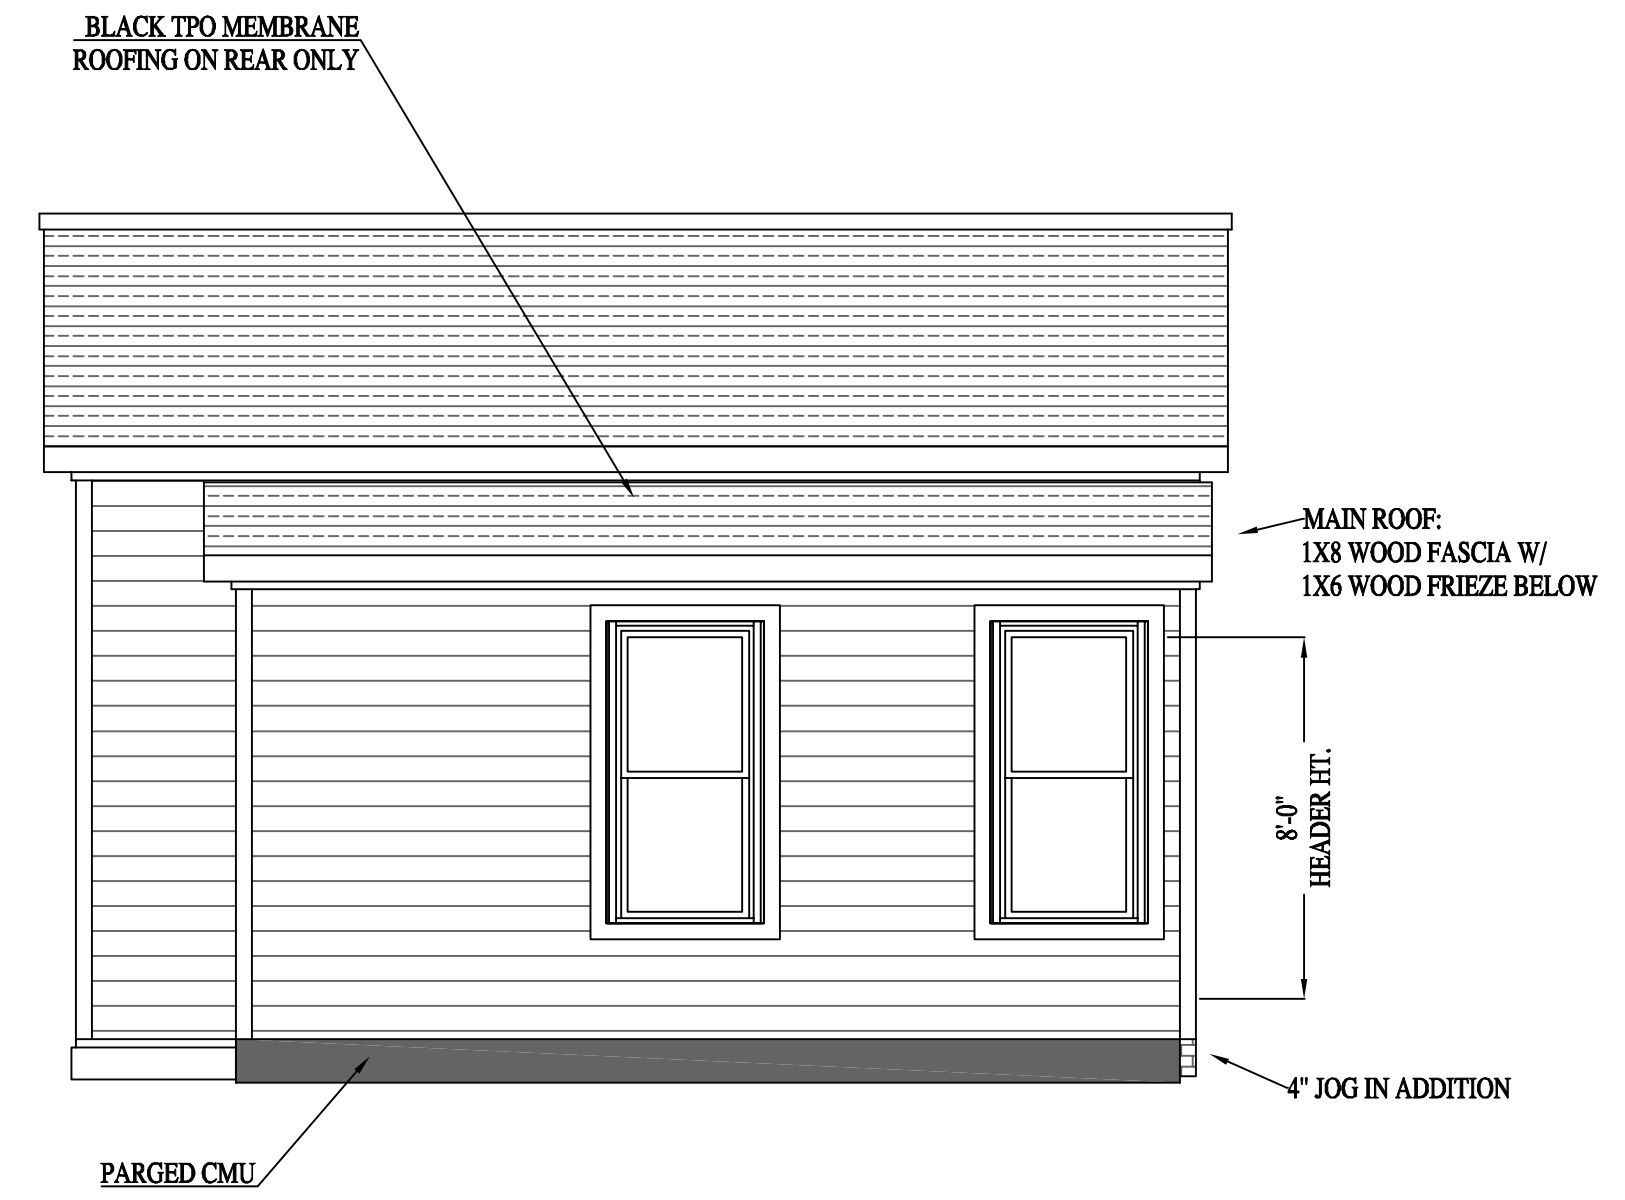 BLACK TPO MEMBRANE
ROOFING ON REAR ONLY
MAIN ROOF:
1X8 WOOD FASCIA W/
1X6 WOOD FRIEZE BELOW
8'-0"
HEADER HT.
4" JOG IN ADDITION
PARGED CMU